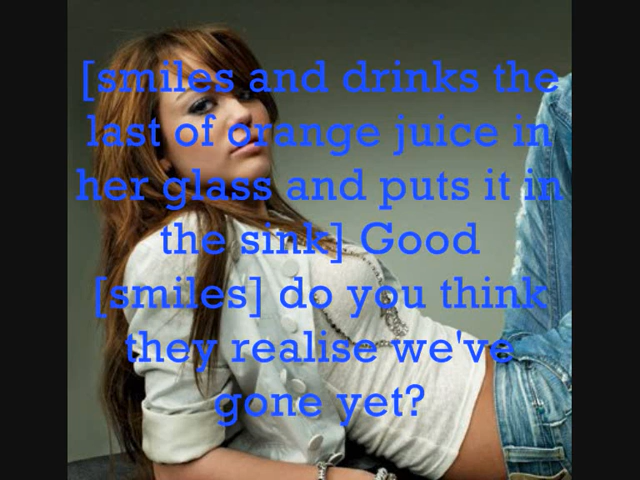 [smiles and drinks the
last of orange juice in
her glass and puts it in
the sink] Good
[smiles] do you think
they realise we've
gone yet?